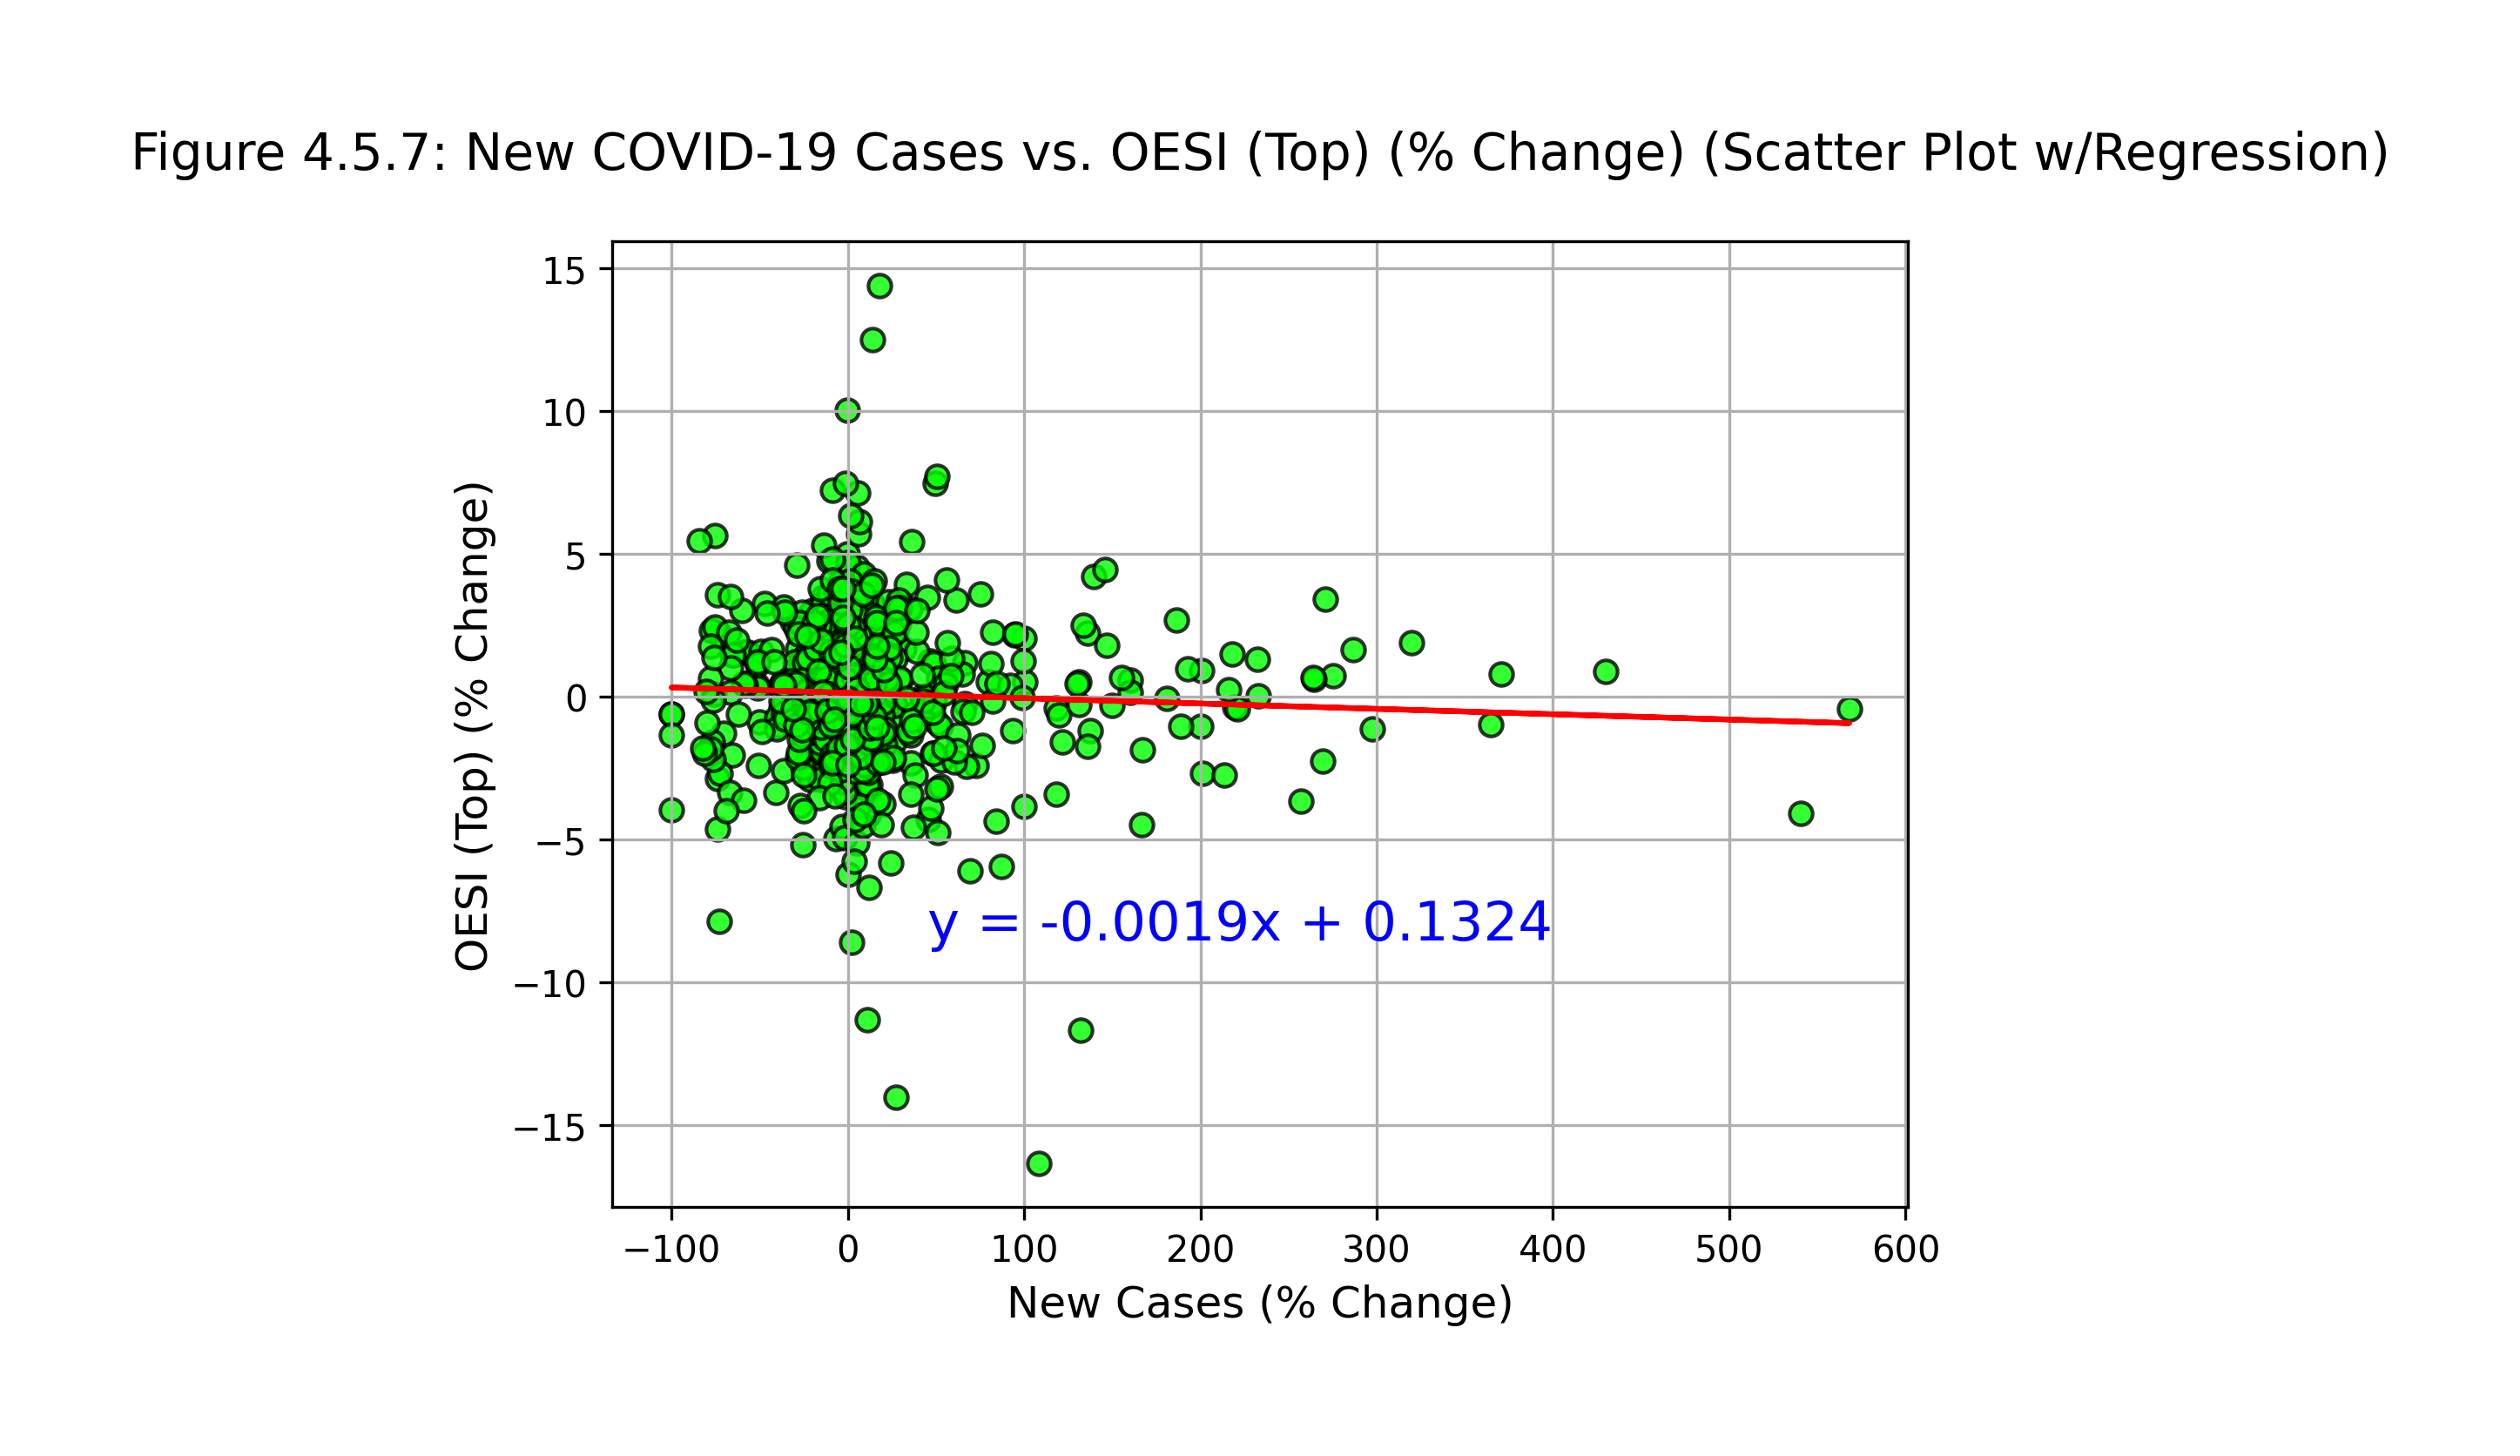 Figure 4.5.7: New COVID-19 Cases vs. OESI (Top) (% Change) (Scatter Plot w/Regression)
15
10
5
0
−5
−10
−15
OESI (Top) (% Change)
y = -0.0019x + 0.1324
−100 0 100 200 300 400 500 600
New Cases (% Change)